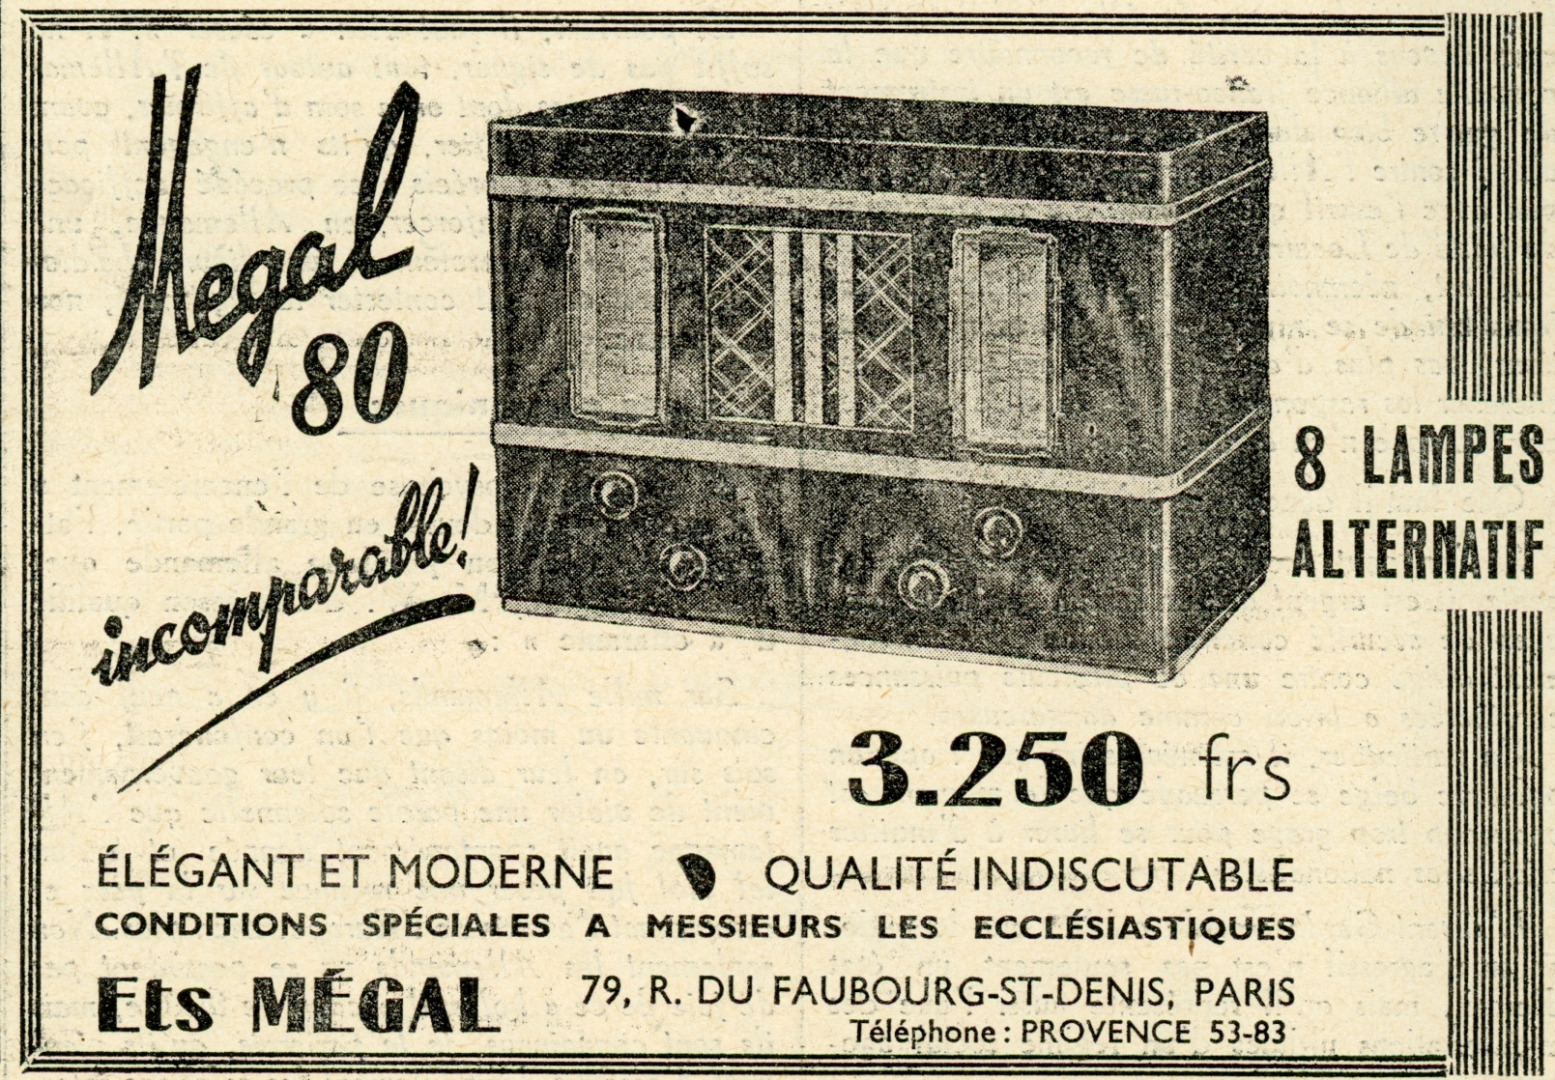 Megal
80
incomparable!
8 LAMPES
ALTERNATIF
3.250 frs
ÉLÉGANT ET MODERNE QUALITÉ INDISCUTABLE
CONDITIONS SPÉCIALES A MESSIEURS LES ECCLÉSIASTIQUES
Ets MÉGAL 79, R. DU FAUBOURG-ST-DENIS, PARIS
Téléphone : PROVENCE 53-83